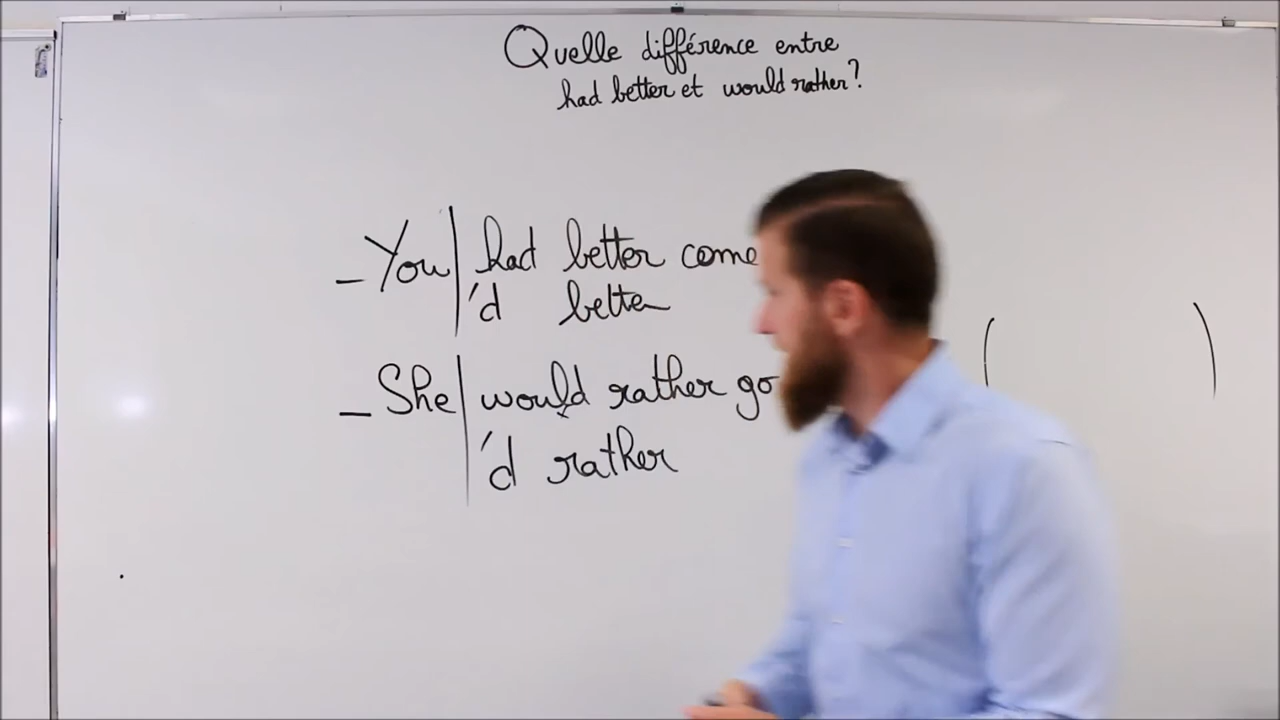 Quelle différence entre
had better et would rather?
- You | had better come
'd better
- She | would rather go
'd rather
( )